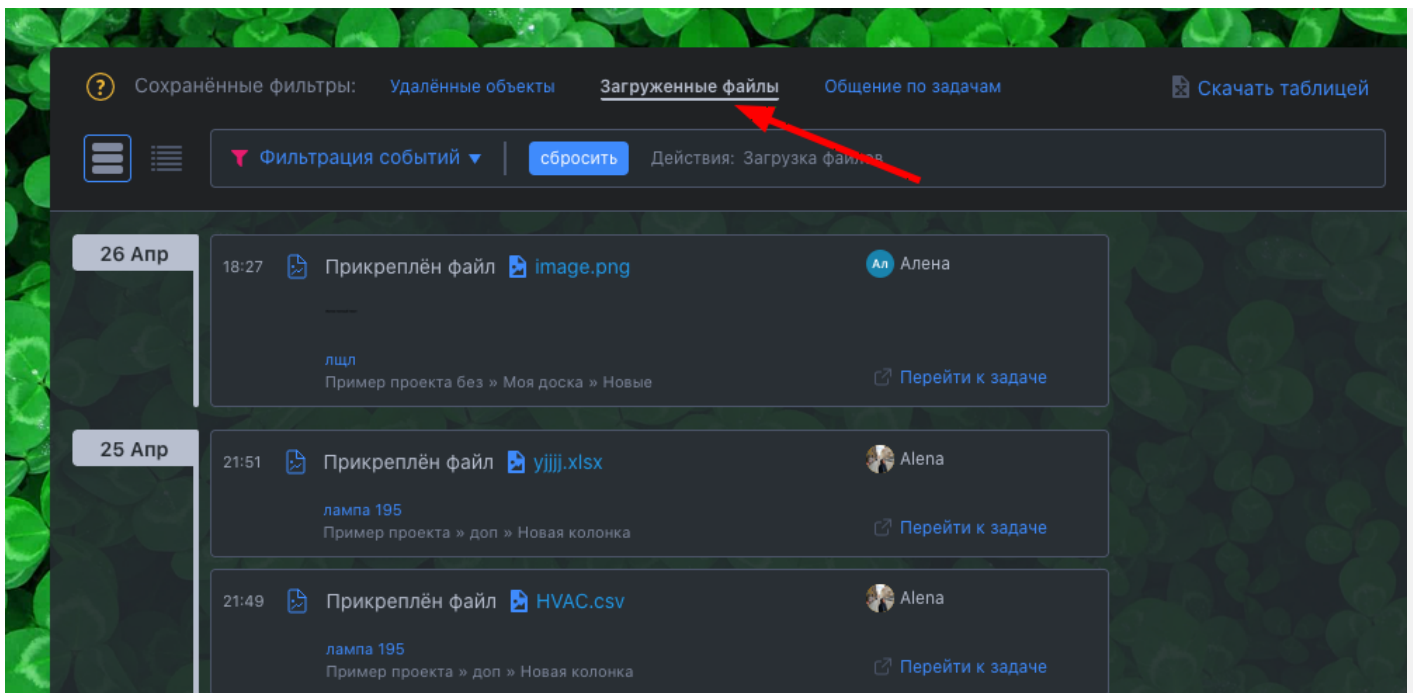 ? Сохранённые фильтры: Удалённые объекты Загруженные файлы Общение по задачам Скачать таблицей
Фильтрация событий сбросить Действия: Загрузка файлов
26 Апр
18:27 Прикреплён файл image.png Ал Алена
лщл
Пример проекта без » Моя доска » Новые Перейти к задаче
25 Апр
21:51 Прикреплён файл yjjjj.xlsx Alena
лампа 195
Пример проекта » доп » Новая колонка Перейти к задаче
21:49 Прикреплён файл HVAC.csv Alena
лампа 195
Пример проекта » доп » Новая колонка Перейти к задаче